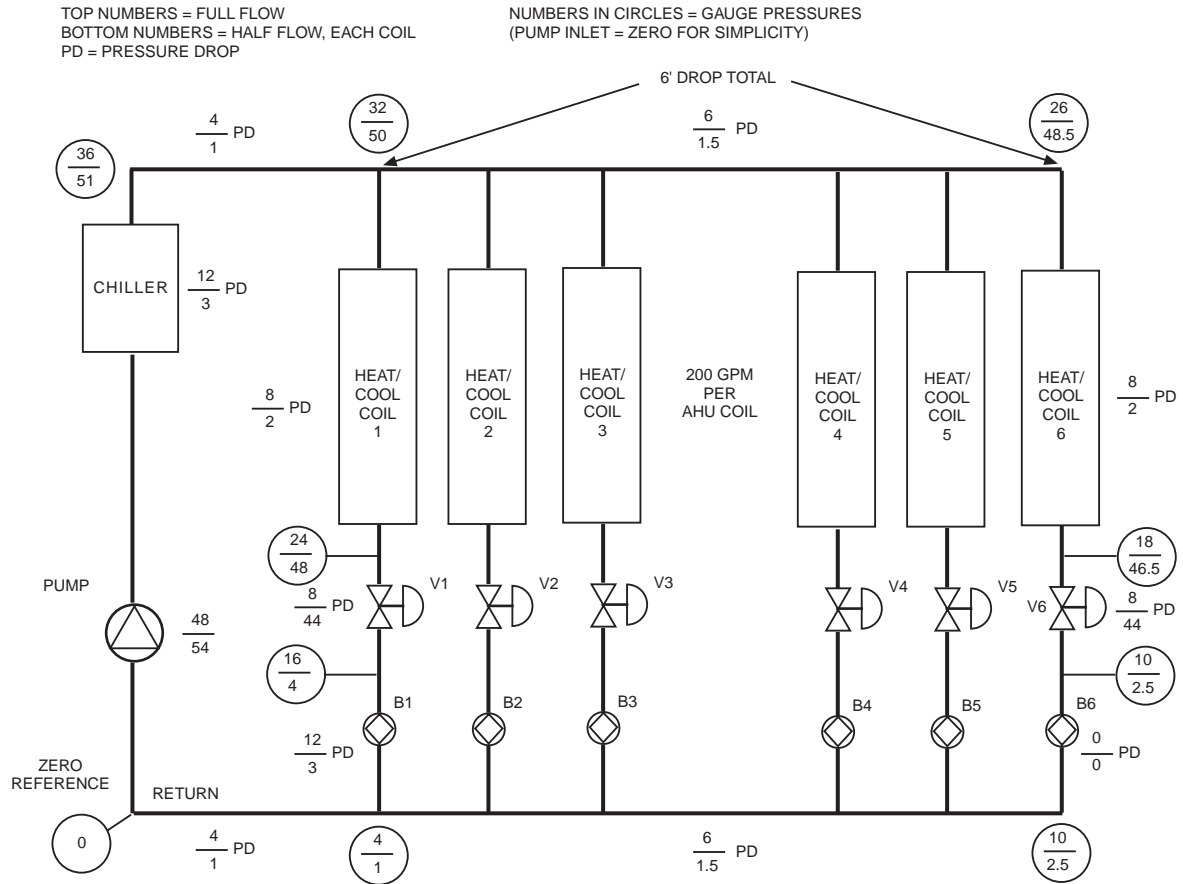 TOP NUMBERS = FULL FLOW
BOTTOM NUMBERS = HALF FLOW, EACH COIL
PD = PRESSURE DROP
NUMBERS IN CIRCLES = GAUGE PRESSURES
(PUMP INLET = ZERO FOR SIMPLICITY)
6' DROP TOTAL
36
51
4
1
PD
32
50
6
1.5
PD
26
48.5
CHILLER
12
3
PD
8
2
PD
HEAT/
COOL
COIL
1
HEAT/
COOL
COIL
2
HEAT/
COOL
COIL
3
200 GPM
PER
AHU COIL
HEAT/
COOL
COIL
4
HEAT/
COOL
COIL
5
HEAT/
COOL
COIL
6
8
2
PD
24
48
18
46.5
PUMP
48
54
8
44
PD
V1
V2
V3
V4
V5
V6
8
44
PD
16
4
10
2.5
B1
B2
B3
B4
B5
B6
12
3
PD
0
0
PD
ZERO
REFERENCE
RETURN
0
4
1
PD
4
1
6
1.5
PD
10
2.5